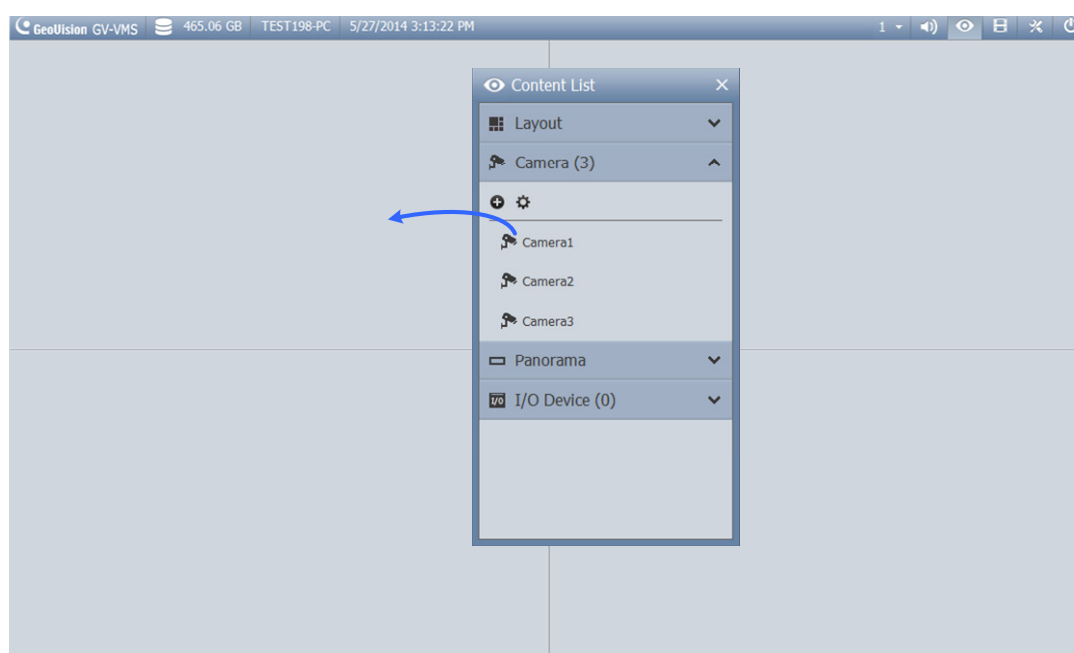 GeoVision GV-VMS 465.06 GB TEST198-PC 5/27/2014 3:13:22 PM 1
Content List
Layout
Camera (3)
Camera1
Camera2
Camera3
Panorama
I/O I/O Device (0)